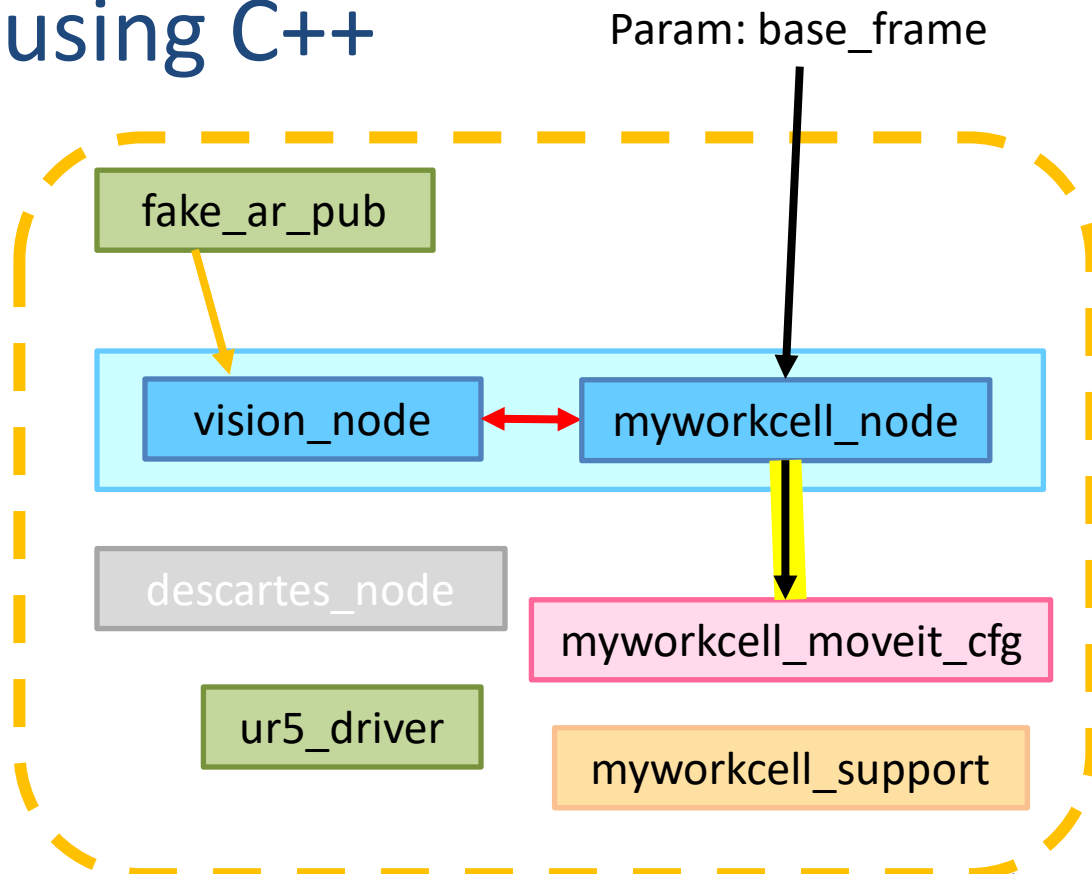 using C++
Param: base_frame
fake_ar_pub
vision_node
myworkcell_node
descartes_node
myworkcell_moveit_cfg
ur5_driver
myworkcell_support